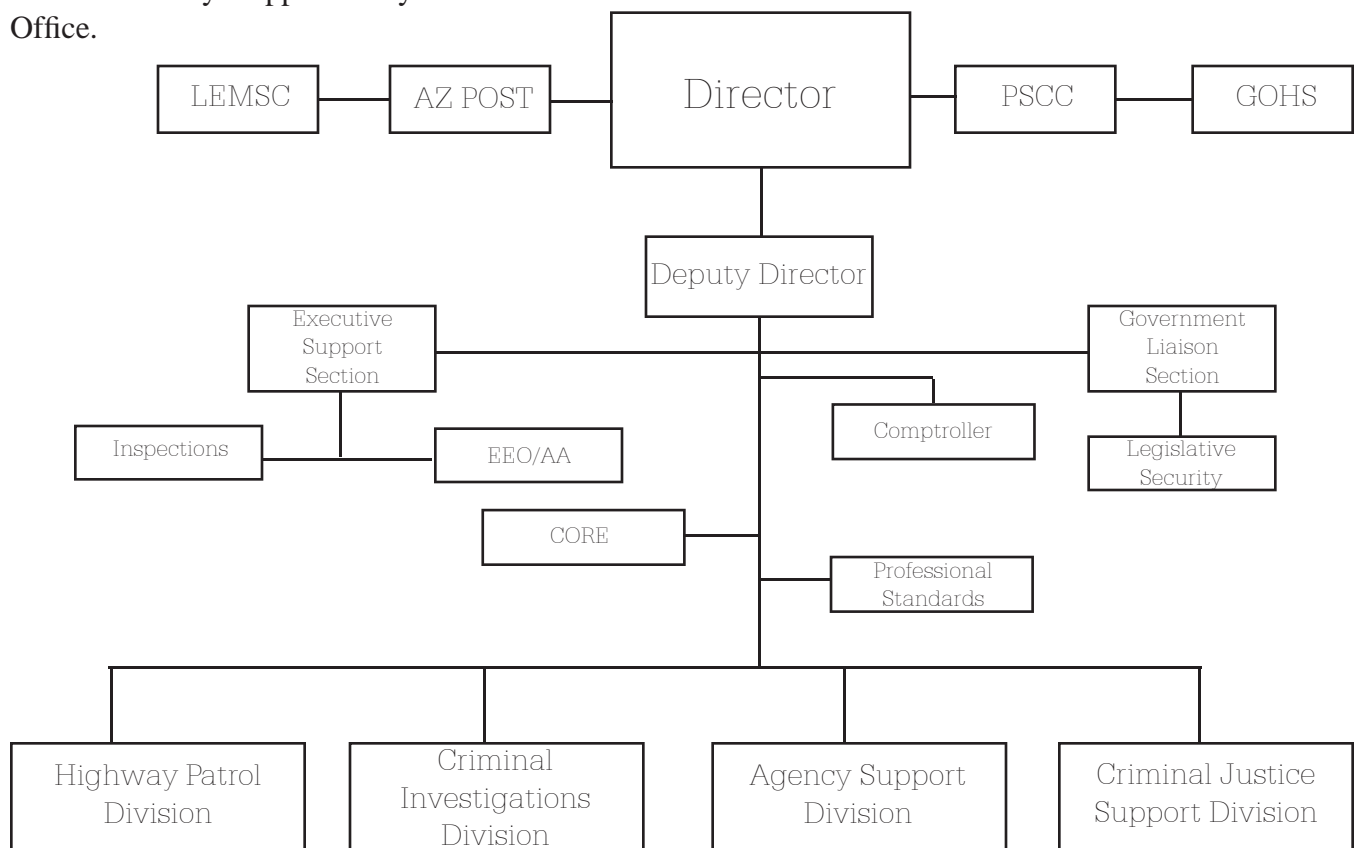 Office.
LEMSC
AZ POST
Director
PSCC
GOHS
Deputy Director
Executive
Support
Section
Government
Liaison
Section
Comptroller
Inspections
EEO/AA
Legislative
Security
CORE
Professional
Standards
Highway Patrol
Division
Criminal
Investigations
Division
Agency Support
Division
Criminal Justice
Support Division